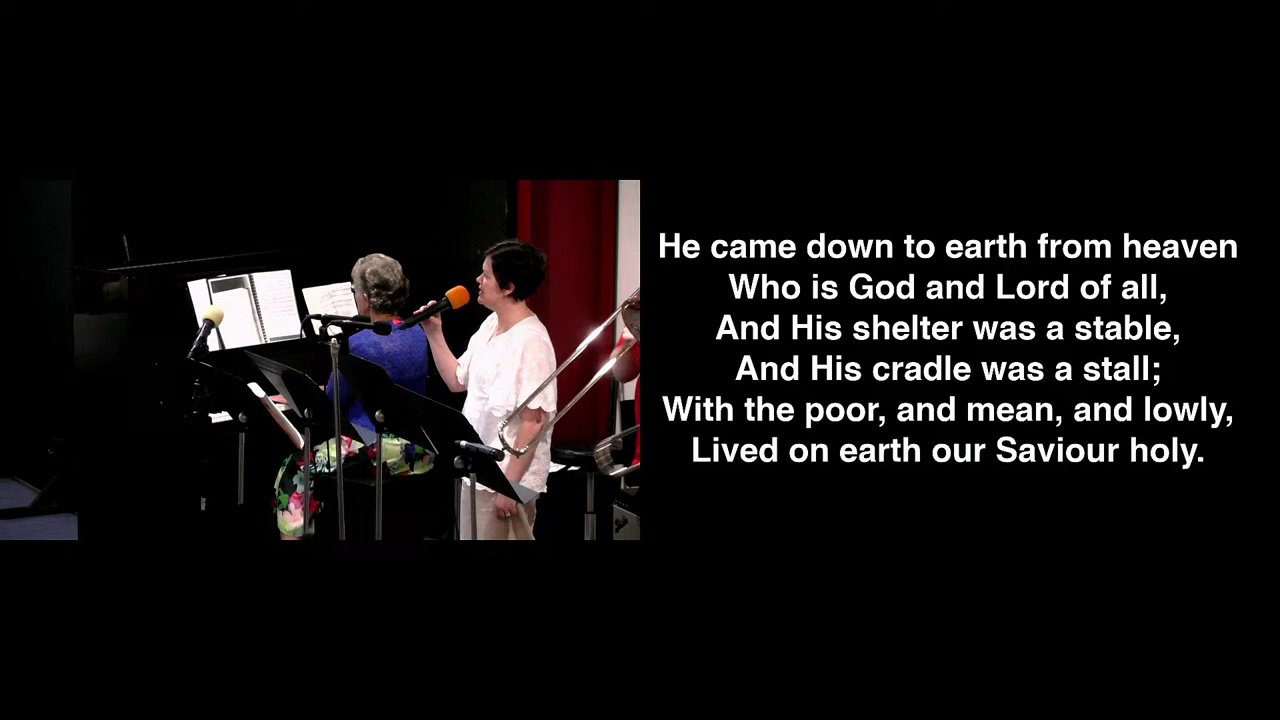 He came down to earth from heaven
Who is God and Lord of all,
And His shelter was a stable,
And His cradle was a stall;
With the poor, and mean, and lowly,
Lived on earth our Saviour holy.